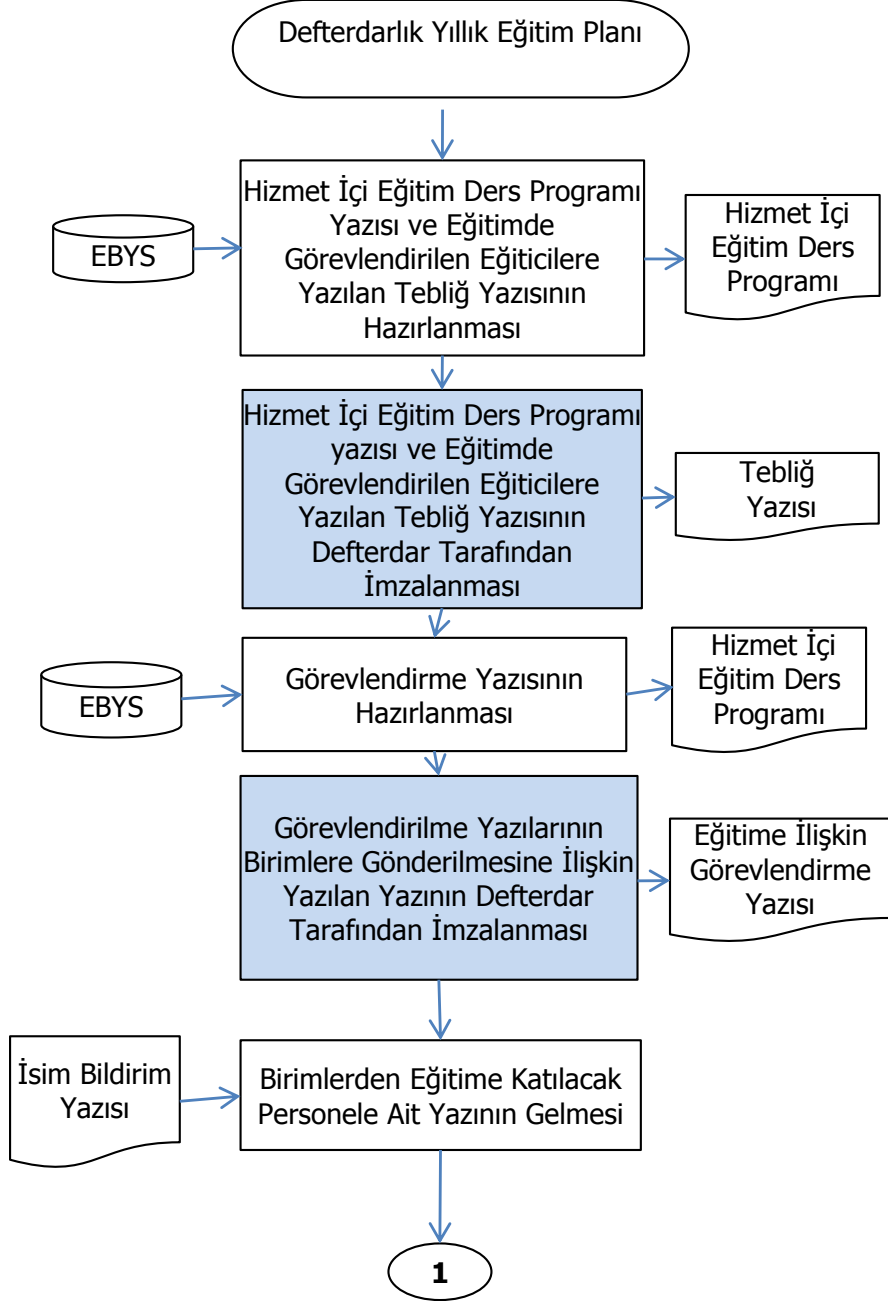 Defterdarlık Yıllık Eğitim Planı
Hizmet İçi Eğitim Ders Programı
Yazısı ve Eğitimde
Görevlendirilen Eğiticilere
Yazılan Tebliğ Yazısının
Hazırlanması
EBYS
Hizmet İçi
Eğitim Ders
Programı
Hizmet İçi Eğitim Ders Programı
yazısı ve Eğitimde
Görevlendirilen Eğiticilere
Yazılan Tebliğ Yazısının
Defterdar Tarafından
İmzalanması
Tebliğ
Yazısı
EBYS
Görevlendirme Yazısının
Hazırlanması
Hizmet İçi
Eğitim Ders
Programı
Görevlendirilme Yazılarının
Birimlere Gönderilmesine İlişkin
Yazılan Yazının Defterdar
Tarafından İmzalanması
Eğitime İlişkin
Görevlendirme
Yazısı
İsim Bildirim
Yazısı
Birimlerden Eğitime Katılacak
Personele Ait Yazının Gelmesi
1